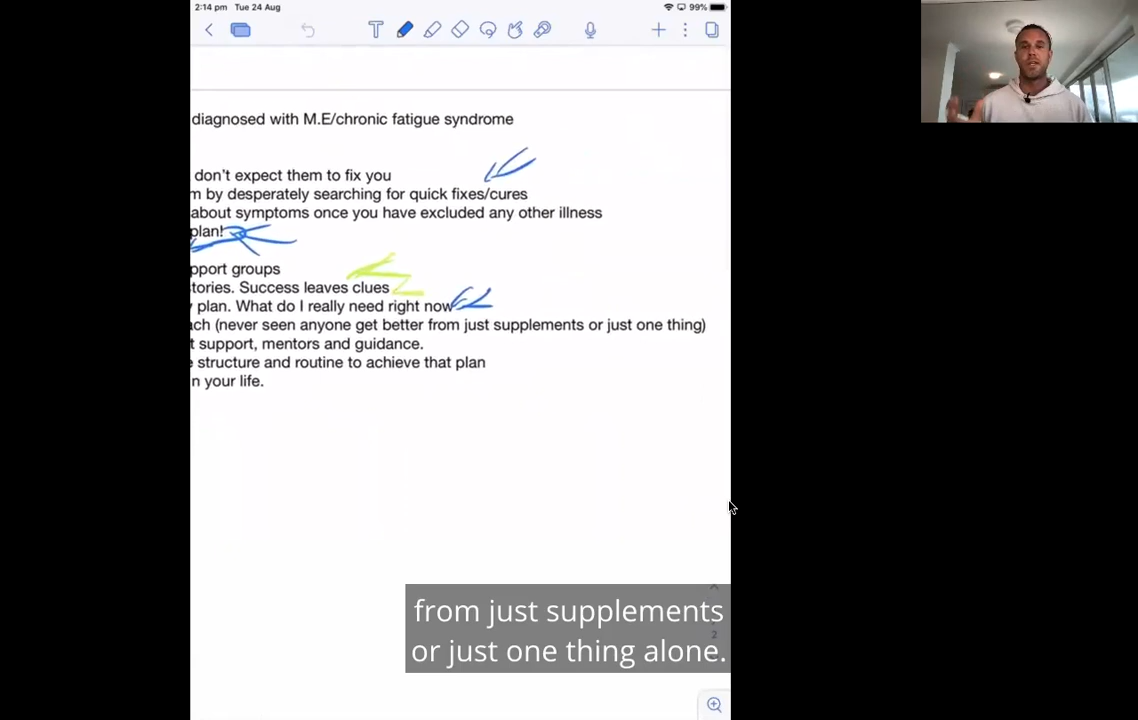 2:14 pm Tue 24 Aug
99%
diagnosed with M.E/chronic fatigue syndrome
don't expect them to fix you
m by desperately searching for quick fixes/cures
about symptoms once you have excluded any other illness
plan!
pport groups
tories. Success leaves clues
plan. What do I really need right now
ach (never seen anyone get better from just supplements or just one thing)
t support, mentors and guidance.
e structure and routine to achieve that plan
n your life.
from just supplements
or just one thing alone.
2